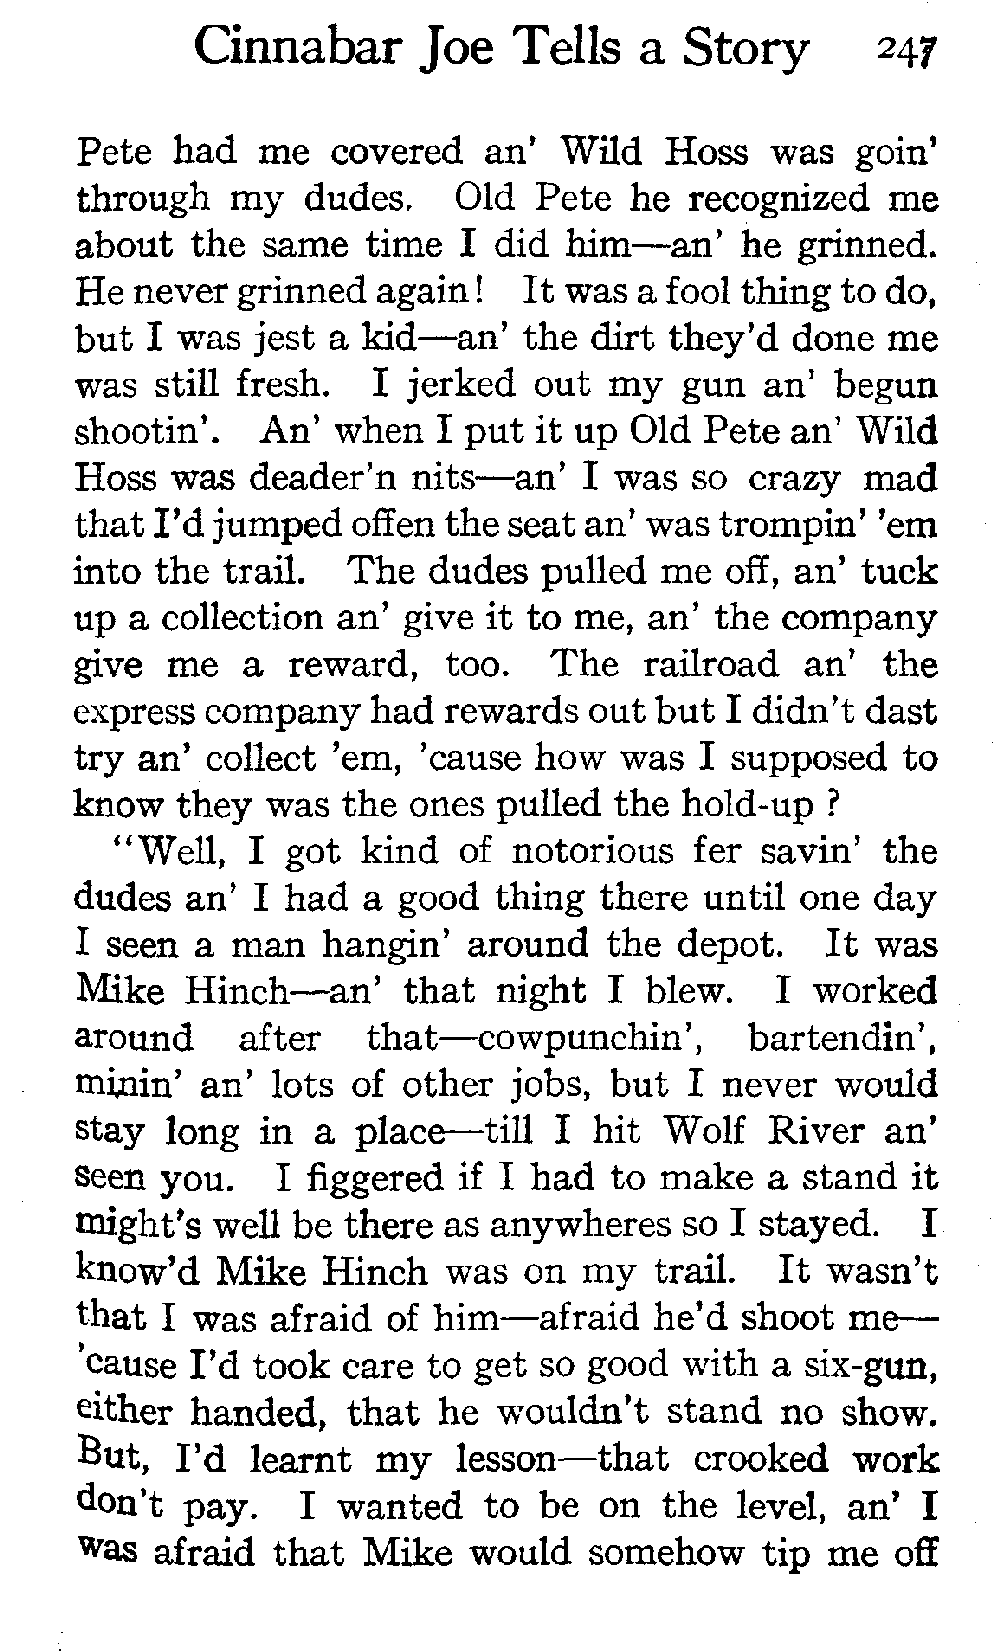 Cinnabar Joe Tells a Story 247
Pete had me covered an' Wild Hoss was goin'
through my dudes. Old Pete he recognized me
about the same time I did him—an' he grinned.
He never grinned again! It was a fool thing to do,
but I was jest a kid—an' the dirt they'd done me
was still fresh. I jerked out my gun an' begun
shootin'. An' when I put it up Old Pete an' Wild
Hoss was deader'n nits—an' I was so crazy mad
that I'd jumped offen the seat an' was trompin' 'em
into the trail. The dudes pulled me off, an' tuck
up a collection an' give it to me, an' the company
give me a reward, too. The railroad an' the
express company had rewards out but I didn't dast
try an' collect 'em, 'cause how was I supposed to
know they was the ones pulled the hold-up ?
"Well, I got kind of notorious fer savin' the
dudes an' I had a good thing there until one day
I seen a man hangin' around the depot. It was
Mike Hinch—an' that night I blew. I worked
around after that—cowpunchin', bartendin',
minin' an' lots of other jobs, but I never would
stay long in a place—till I hit Wolf River an'
seen you. I figgered if I had to make a stand it
might's well be there as anywheres so I stayed. I
know'd Mike Hinch was on my trail. It wasn't
that I was afraid of him—afraid he'd shoot me—
'cause I'd took care to get so good with a six-gun,
either handed, that he wouldn't stand no show.
But, I'd learnt my lesson—that crooked work
don't pay. I wanted to be on the level, an' I
was afraid that Mike would somehow tip me off